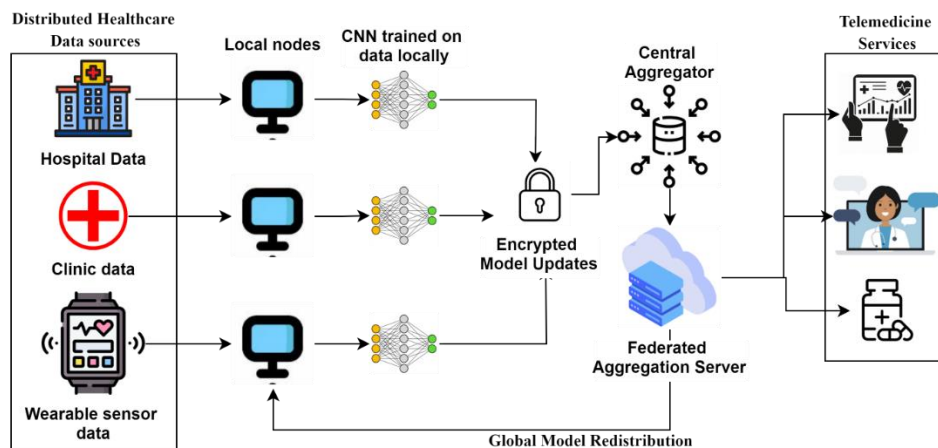 Distributed Healthcare
Data sources
Hospital Data
Clinic data
Wearable sensor
data
Local nodes
CNN trained on
data locally
Encrypted
Model Updates
Central
Aggregator
Federated
Aggregation Server
Global Model Redistribution
Telemedicine
Services